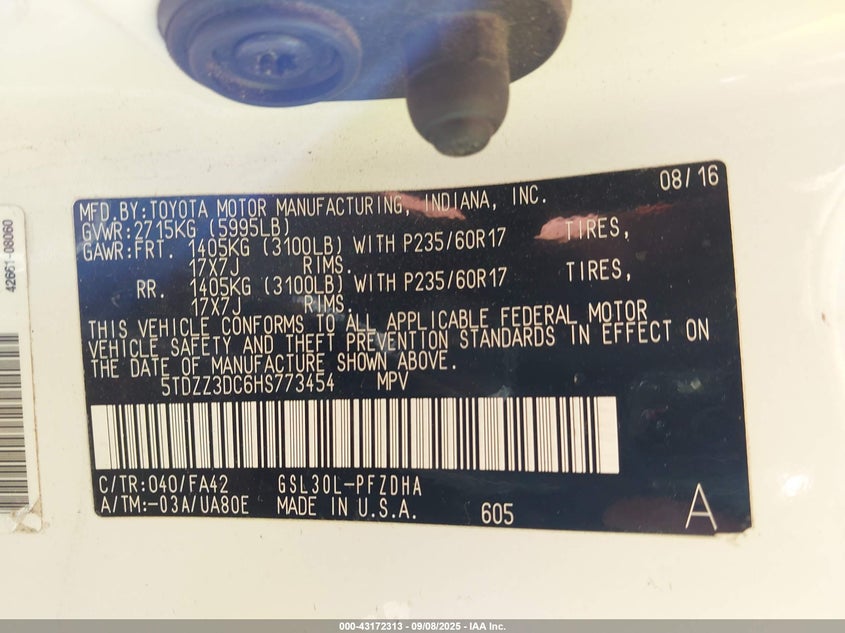 08/16
MFD.BY:TOYOTA MOTOR MANUFACTURING, INDIANA, INC.
GVWR:2715KG (5995LB)
GAWR:FRT. 1405KG (3100LB) WITH P235/60R17 TIRES,
17X7J RIMS.
RR. 1405KG (3100LB) WITH P235/60R17 TIRES,
17X7J RIMS.
THIS VEHICLE CONFORMS TO ALL APPLICABLE FEDERAL MOTOR
VEHICLE SAFETY AND THEFT PREVENTION STANDARDS IN EFFECT ON
THE DATE OF MANUFACTURE SHOWN ABOVE.
5TDZZ3DC6HS773454 MPV
C/TR:040/FA42 GSL30L-PFZDHA
A/TM:-03A/UA80E MADE IN U.S.A. 605 A
42661-08060
000-43172313 - 09/08/2025 - IAA Inc.